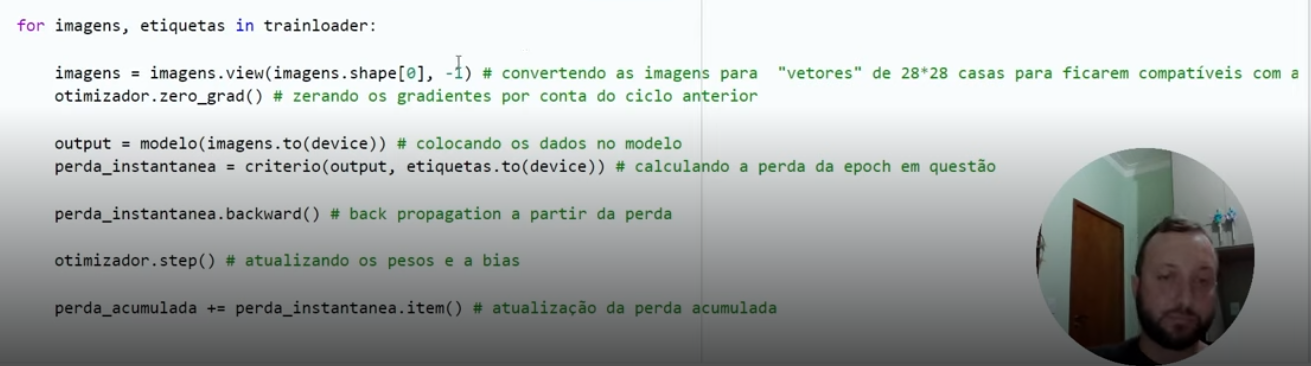 for imagens, etiquetas in trainloader:
imagens = imagens.view(imagens.shape[0], -1) # convertendo as imagens para "vetores" de 28*28 casas para ficarem compatíveis com a
otimizador.zero_grad() # zerando os gradientes por conta do ciclo anterior
output = modelo(imagens.to(device)) # colocando os dados no modelo
perda_instantanea = criterio(output, etiquetas.to(device)) # calculando a perda da epoch em questão
perda_instantanea.backward() # back propagation a partir da perda
otimizador.step() # atualizando os pesos e a bias
perda_acumulada += perda_instantanea.item() # atualização da perda acumulada